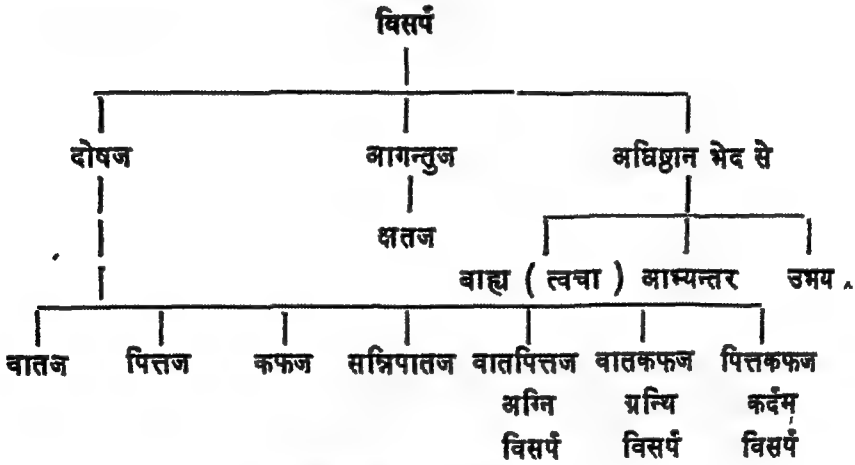 विसर्प
दोषज आगन्तुज अधिष्ठान भेद से
क्षतज
बाह्य ( त्वचा ) आभ्यन्तर उभय
वातज पित्तज कफज सन्निपातज वातपित्तज वातकफज पित्तकफज
अग्नि ग्रन्थि कर्दम
विसर्प विसर्प विसर्प